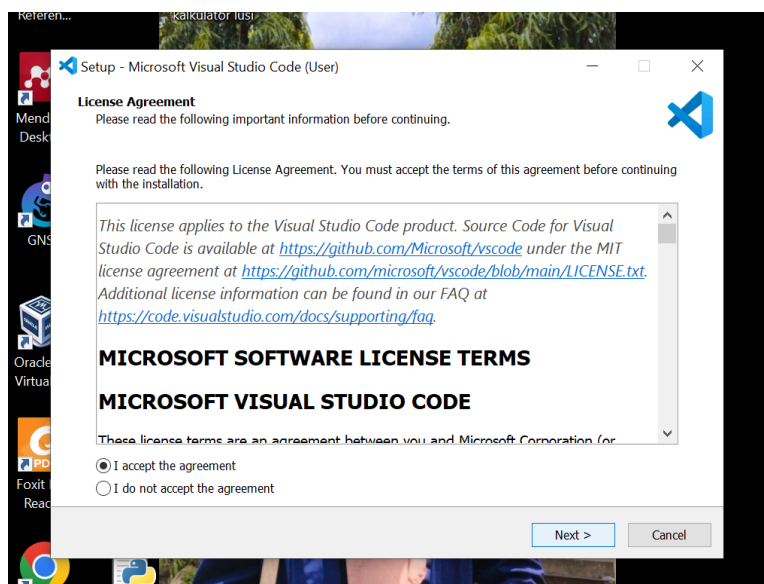 Referen...
kalkulator lusi
Setup - Microsoft Visual Studio Code (User)
License Agreement
Please read the following important information before continuing.
Please read the following License Agreement. You must accept the terms of this agreement before continuing
with the installation.
This license applies to the Visual Studio Code product. Source Code for Visual
Studio Code is available at https://github.com/Microsoft/vscode under the MIT
license agreement at https://github.com/microsoft/vscode/blob/main/LICENSE.txt.
Additional license information can be found in our FAQ at
https://code.visualstudio.com/docs/supporting/faq.
MICROSOFT SOFTWARE LICENSE TERMS
MICROSOFT VISUAL STUDIO CODE
These license terms are an agreement between you and Microsoft Corporation (or
I accept the agreement
I do not accept the agreement
Next >
Cancel
Mend
Desk
GNS
Oracle
Virtua
PD
Foxit
Reac